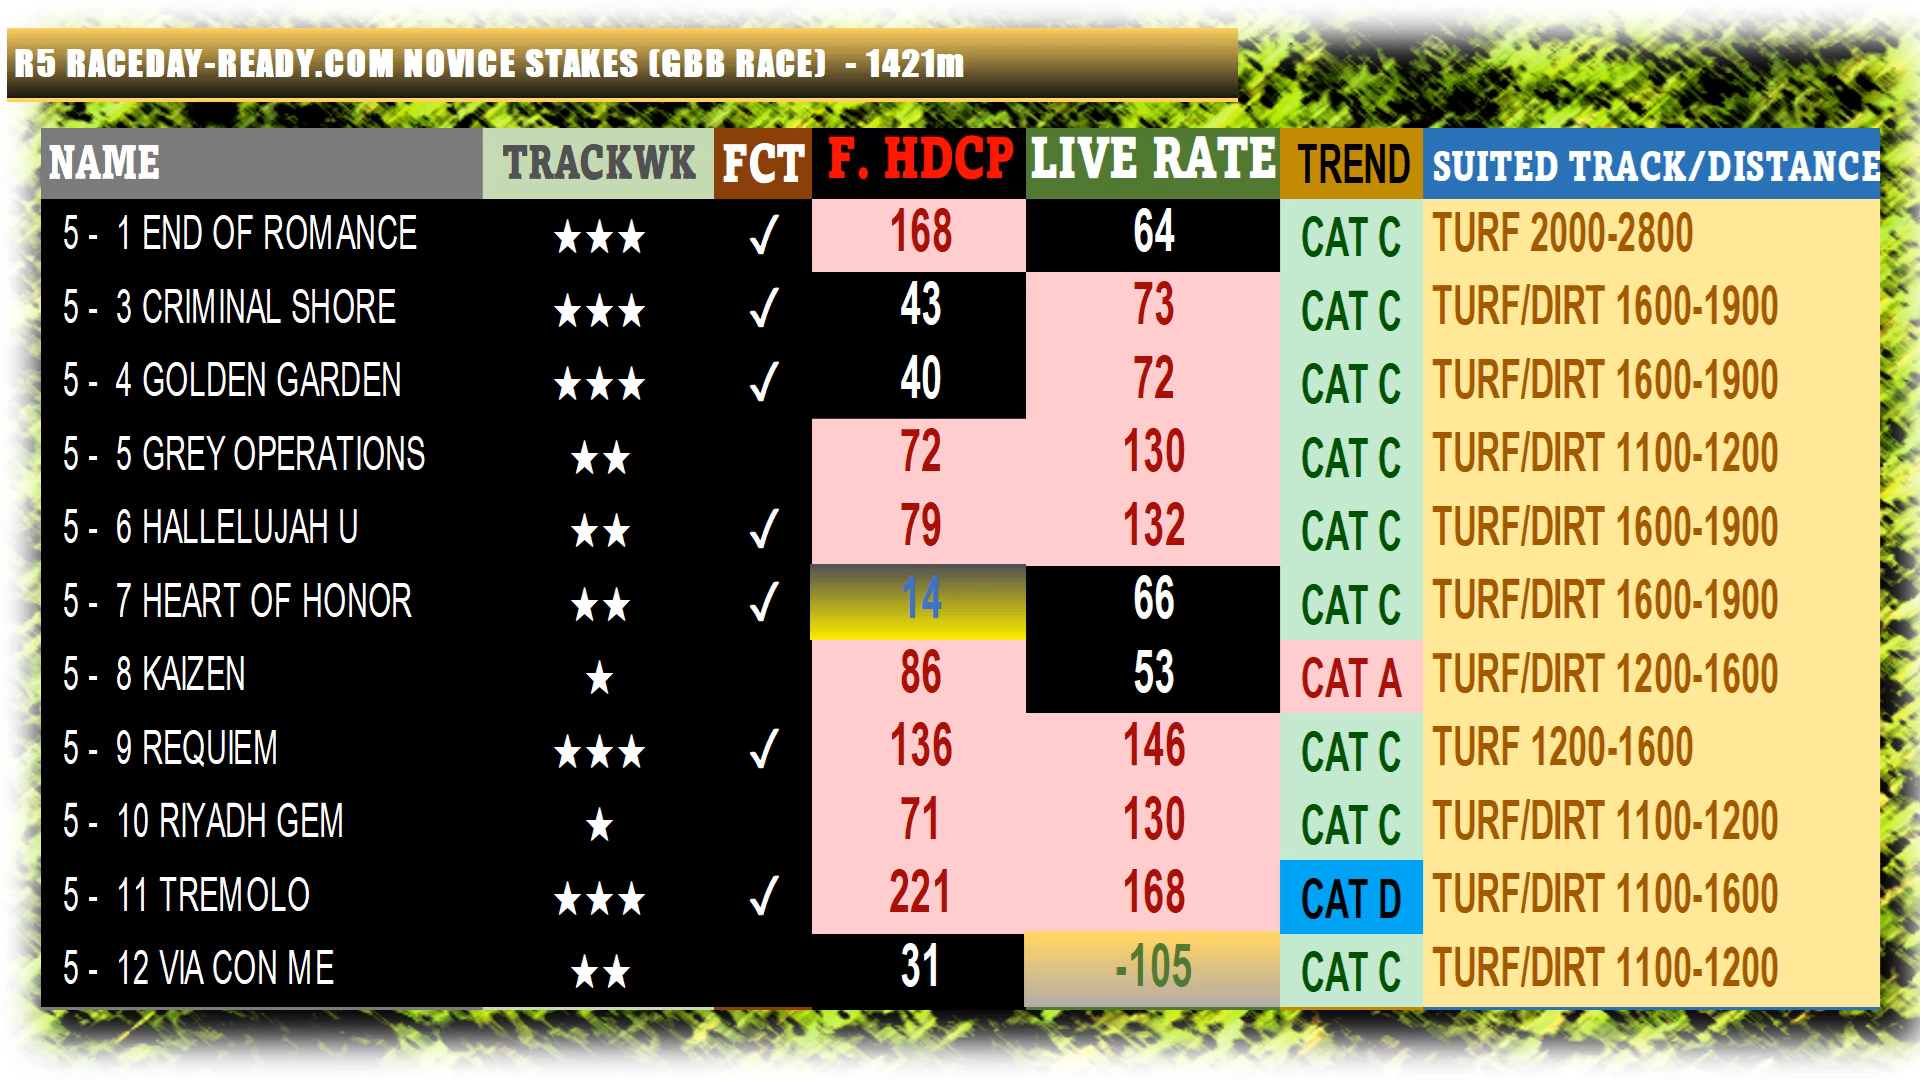 R5 RACEDAY-READY.COM NOVICE STAKES (GBB RACE) - 1421m
NAME TRACKWK FCT F. HDCP LIVE RATE TREND SUITED TRACK/DISTANCE
5 - 1 END OF ROMANCE ★★★ ✓ 168 64 CAT C TURF 2000-2800
5 - 3 CRIMINAL SHORE ★★★ ✓ 43 73 CAT C TURF/DIRT 1600-1900
5 - 4 GOLDEN GARDEN ★★★ ✓ 40 72 CAT C TURF/DIRT 1600-1900
5 - 5 GREY OPERATIONS ★★ 72 130 CAT C TURF/DIRT 1100-1200
5 - 6 HALLELUJAH U ★★ ✓ 79 132 CAT C TURF/DIRT 1600-1900
5 - 7 HEART OF HONOR ★★ ✓ 14 66 CAT C TURF/DIRT 1600-1900
5 - 8 KAIZEN ★ 86 53 CAT A TURF/DIRT 1200-1600
5 - 9 REQUIEM ★★★ ✓ 136 146 CAT C TURF 1200-1600
5 - 10 RIYADH GEM ★ 71 130 CAT C TURF/DIRT 1100-1200
5 - 11 TREMOLO ★★★ ✓ 221 168 CAT D TURF/DIRT 1100-1600
5 - 12 VIA CON ME ★★ 31 -105 CAT C TURF/DIRT 1100-1200